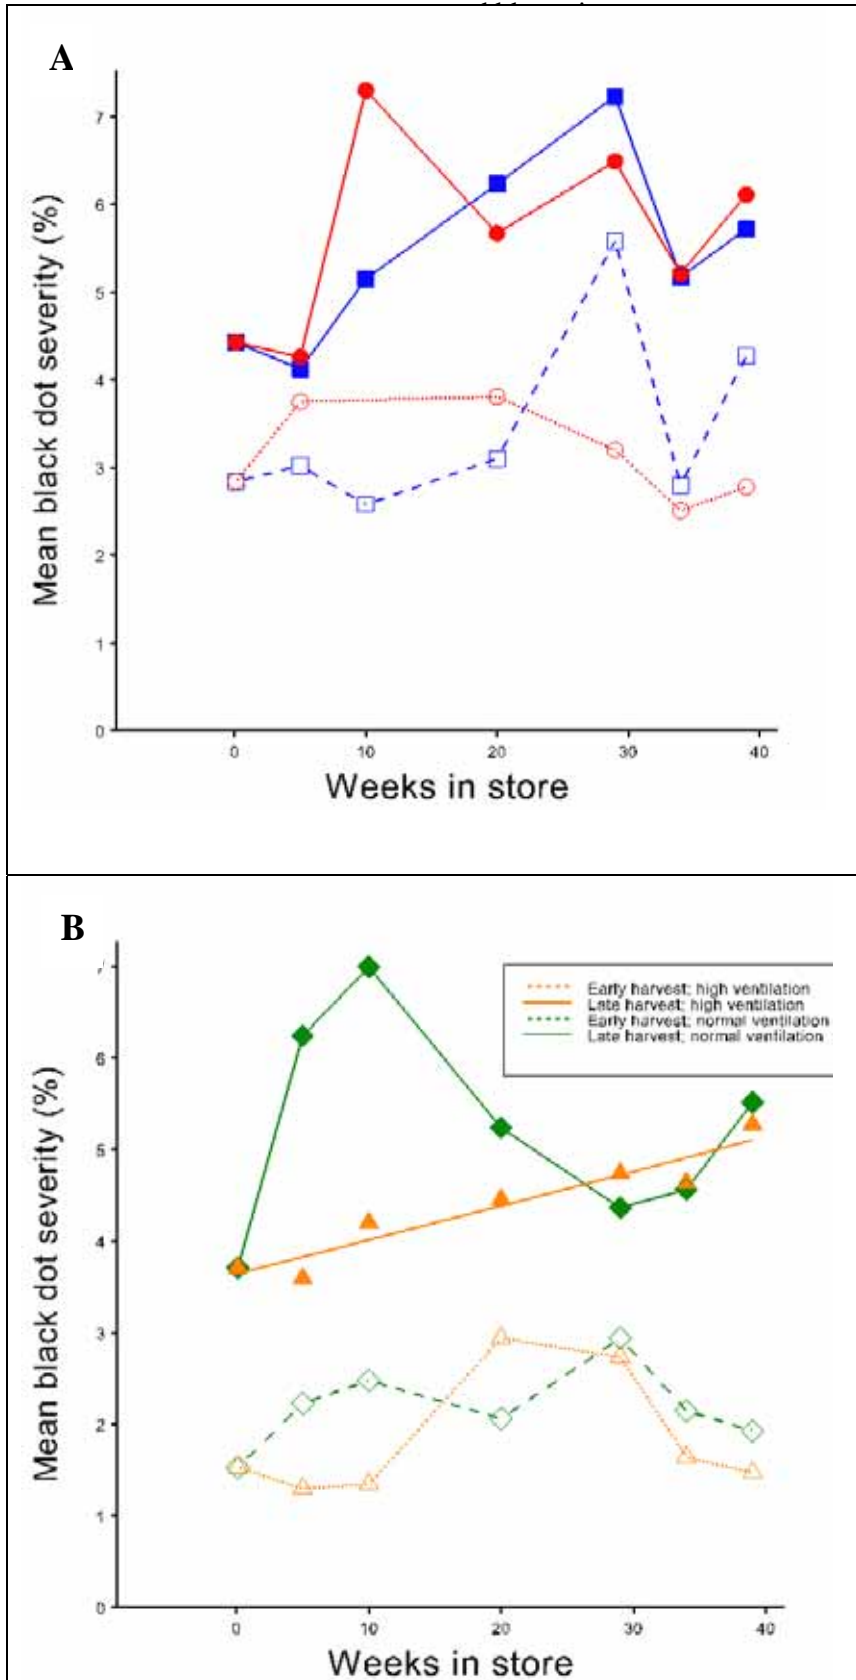 A
7
6
5
4
3
2
1
0
Mean black dot severity (%)
0 10 20 30 40
Weeks in store
B
6
5
4
3
2
1
0
Mean black dot severity (%)
Early harvest; high ventilation
Late harvest; high ventilation
Early harvest; normal ventilation
Late harvest; normal ventilation
0 10 20 30 40
Weeks in store